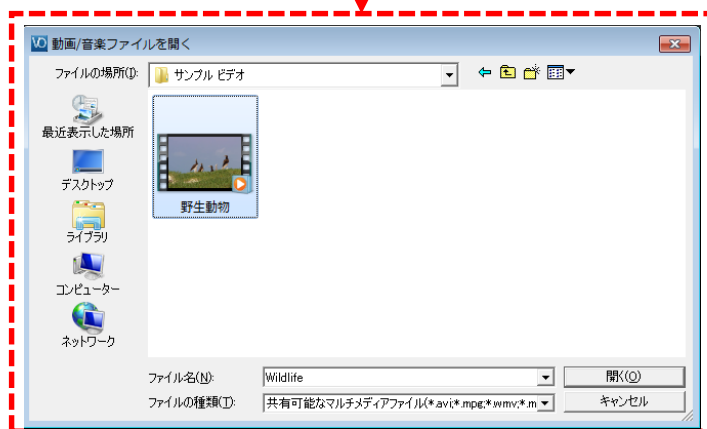 VO 動画/音楽ファイルを開く
ファイルの場所(I):
サンプル ビデオ
最近表示した場所
デスクトップ
ライブラリ
コンピューター
ネットワーク
野生動物
ファイル名(N):
Wildlife
開く(O)
ファイルの種類(T):
共有可能なマルチメディアファイル(*.avi;*.mpg;*.wmv;*.m
キャンセル